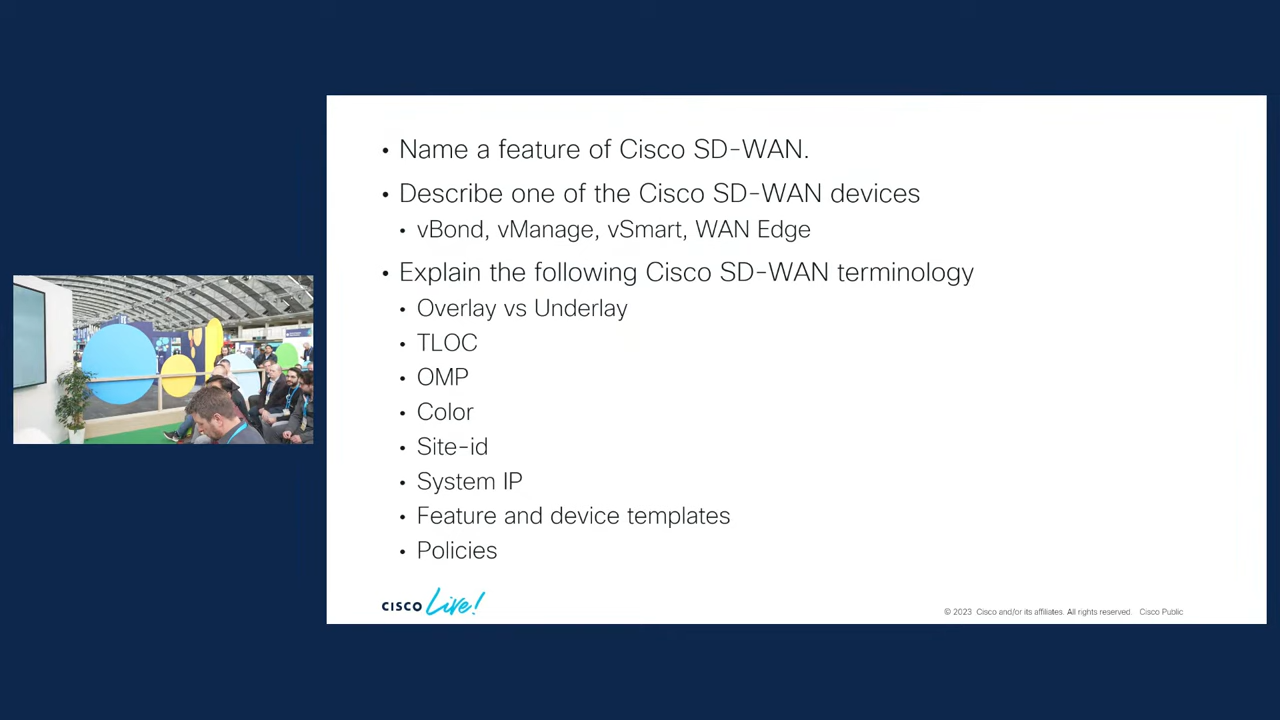 • Name a feature of Cisco SD-WAN.
• Describe one of the Cisco SD-WAN devices
• vBond, vManage, vSmart, WAN Edge
• Explain the following Cisco SD-WAN terminology
• Overlay vs Underlay
• TLOC
• OMP
• Color
• Site-id
• System IP
• Feature and device templates
• Policies
CISCO Live!
© 2023 Cisco and/or its affiliates. All rights reserved. Cisco Public